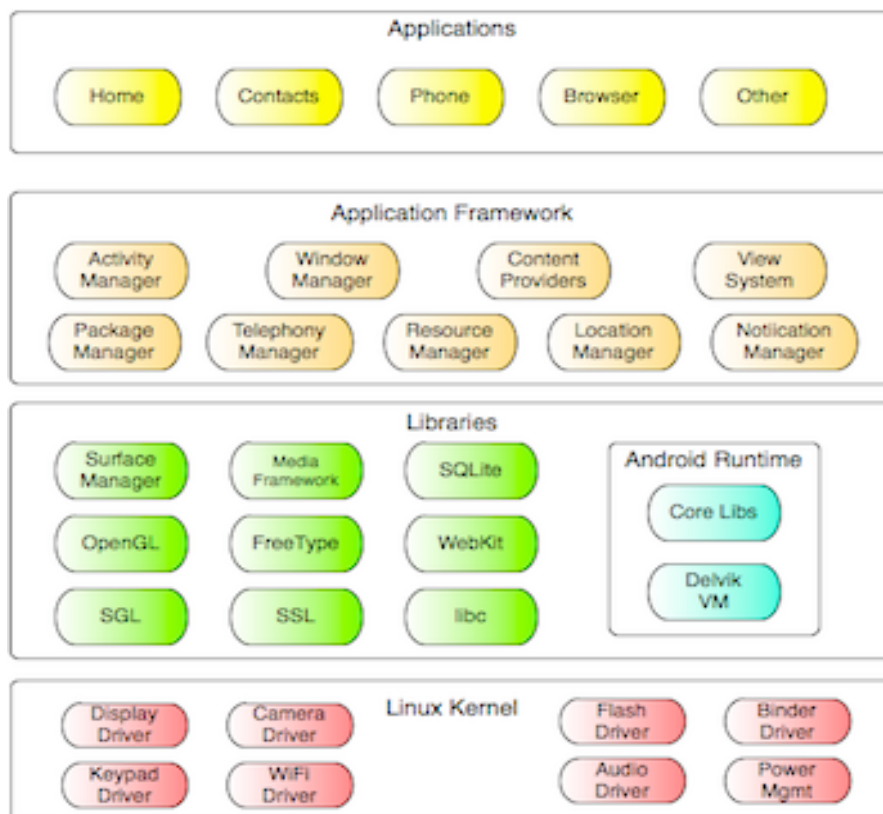 Applications
Home
Contacts
Phone
Browser
Other
Application Framework
Activity
Manager
Window
Manager
Content
Providers
View
System
Package
Manager
Telephony
Manager
Resource
Manager
Location
Manager
Notiication
Manager
Libraries
Surface
Manager
Media
Framework
SQLite
OpenGL
FreeType
WebKit
SGL
SSL
libc
Android Runtime
Core Libs
Delvik
VM
Linux Kernel
Display
Driver
Camera
Driver
Flash
Driver
Binder
Driver
Keypad
Driver
WiFi
Driver
Audio
Driver
Power
Mgmt